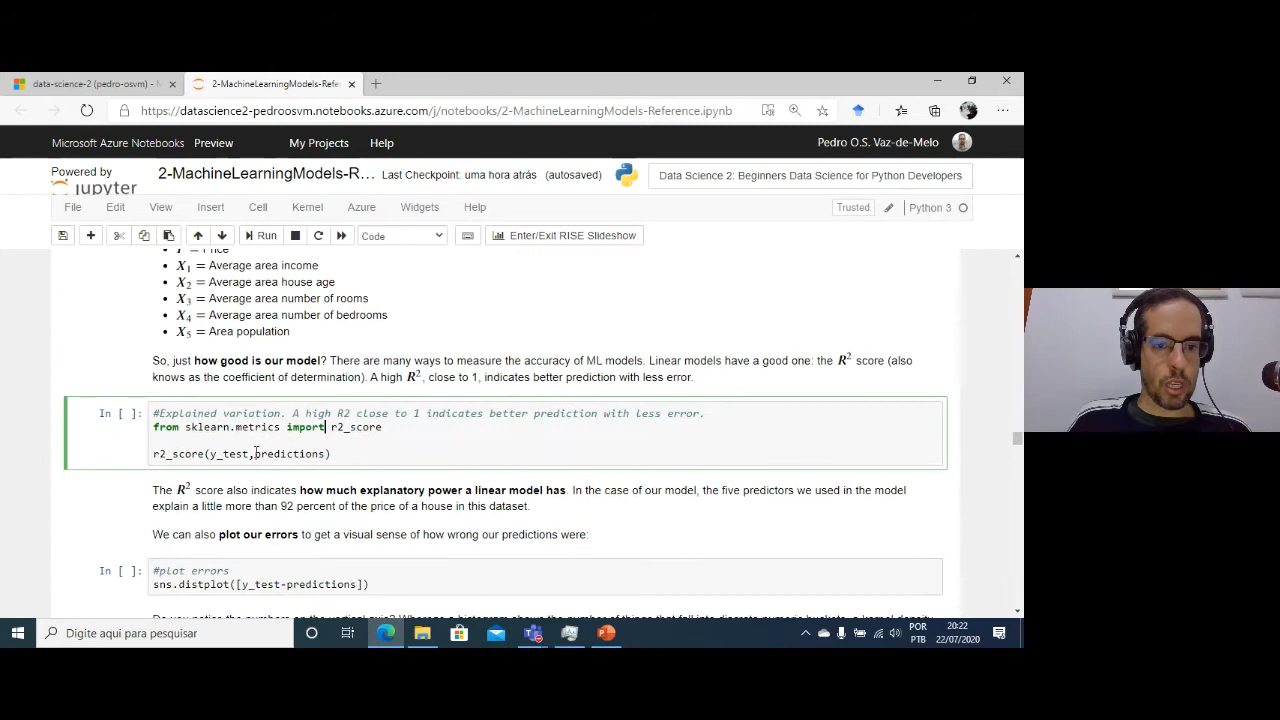 data-science-2 (pedro-osvm) - M
2-MachineLearningModels-Refe
https://datascience2-pedroosvm.notebooks.azure.com/j/notebooks/2-MachineLearningModels-Reference.ipynb
Microsoft Azure Notebooks Preview My Projects Help Pedro O.S. Vaz-de-Melo
Powered by
jupyter
2-MachineLearningModels-R... Last Checkpoint: uma hora atrás (autosaved) Data Science 2: Beginners Data Science for Python Developers
File Edit View Insert Cell Kernel Azure Widgets Help Trusted Python 3
Run Code Enter/Exit RISE Slideshow
Price
X1 = Average area income
X2 = Average area house age
X3 = Average area number of rooms
X4 = Average area number of bedrooms
X5 = Area population
So, just how good is our model? There are many ways to measure the accuracy of ML models. Linear models have a good one: the R² score (also
knows as the coefficient of determination). A high R², close to 1, indicates better prediction with less error.
In [ ]: #Explained variation. A high R2 close to 1 indicates better prediction with less error.
from sklearn.metrics import r2_score
r2_score(y_test,predictions)
The R² score also indicates how much explanatory power a linear model has. In the case of our model, the five predictors we used in the model
explain a little more than 92 percent of the price of a house in this dataset.
We can also plot our errors to get a visual sense of how wrong our predictions were:
In [ ]: #plot errors
sns.distplot([y_test-predictions])
Digite aqui para pesquisar
POR
PTB
20:22
22/07/2020